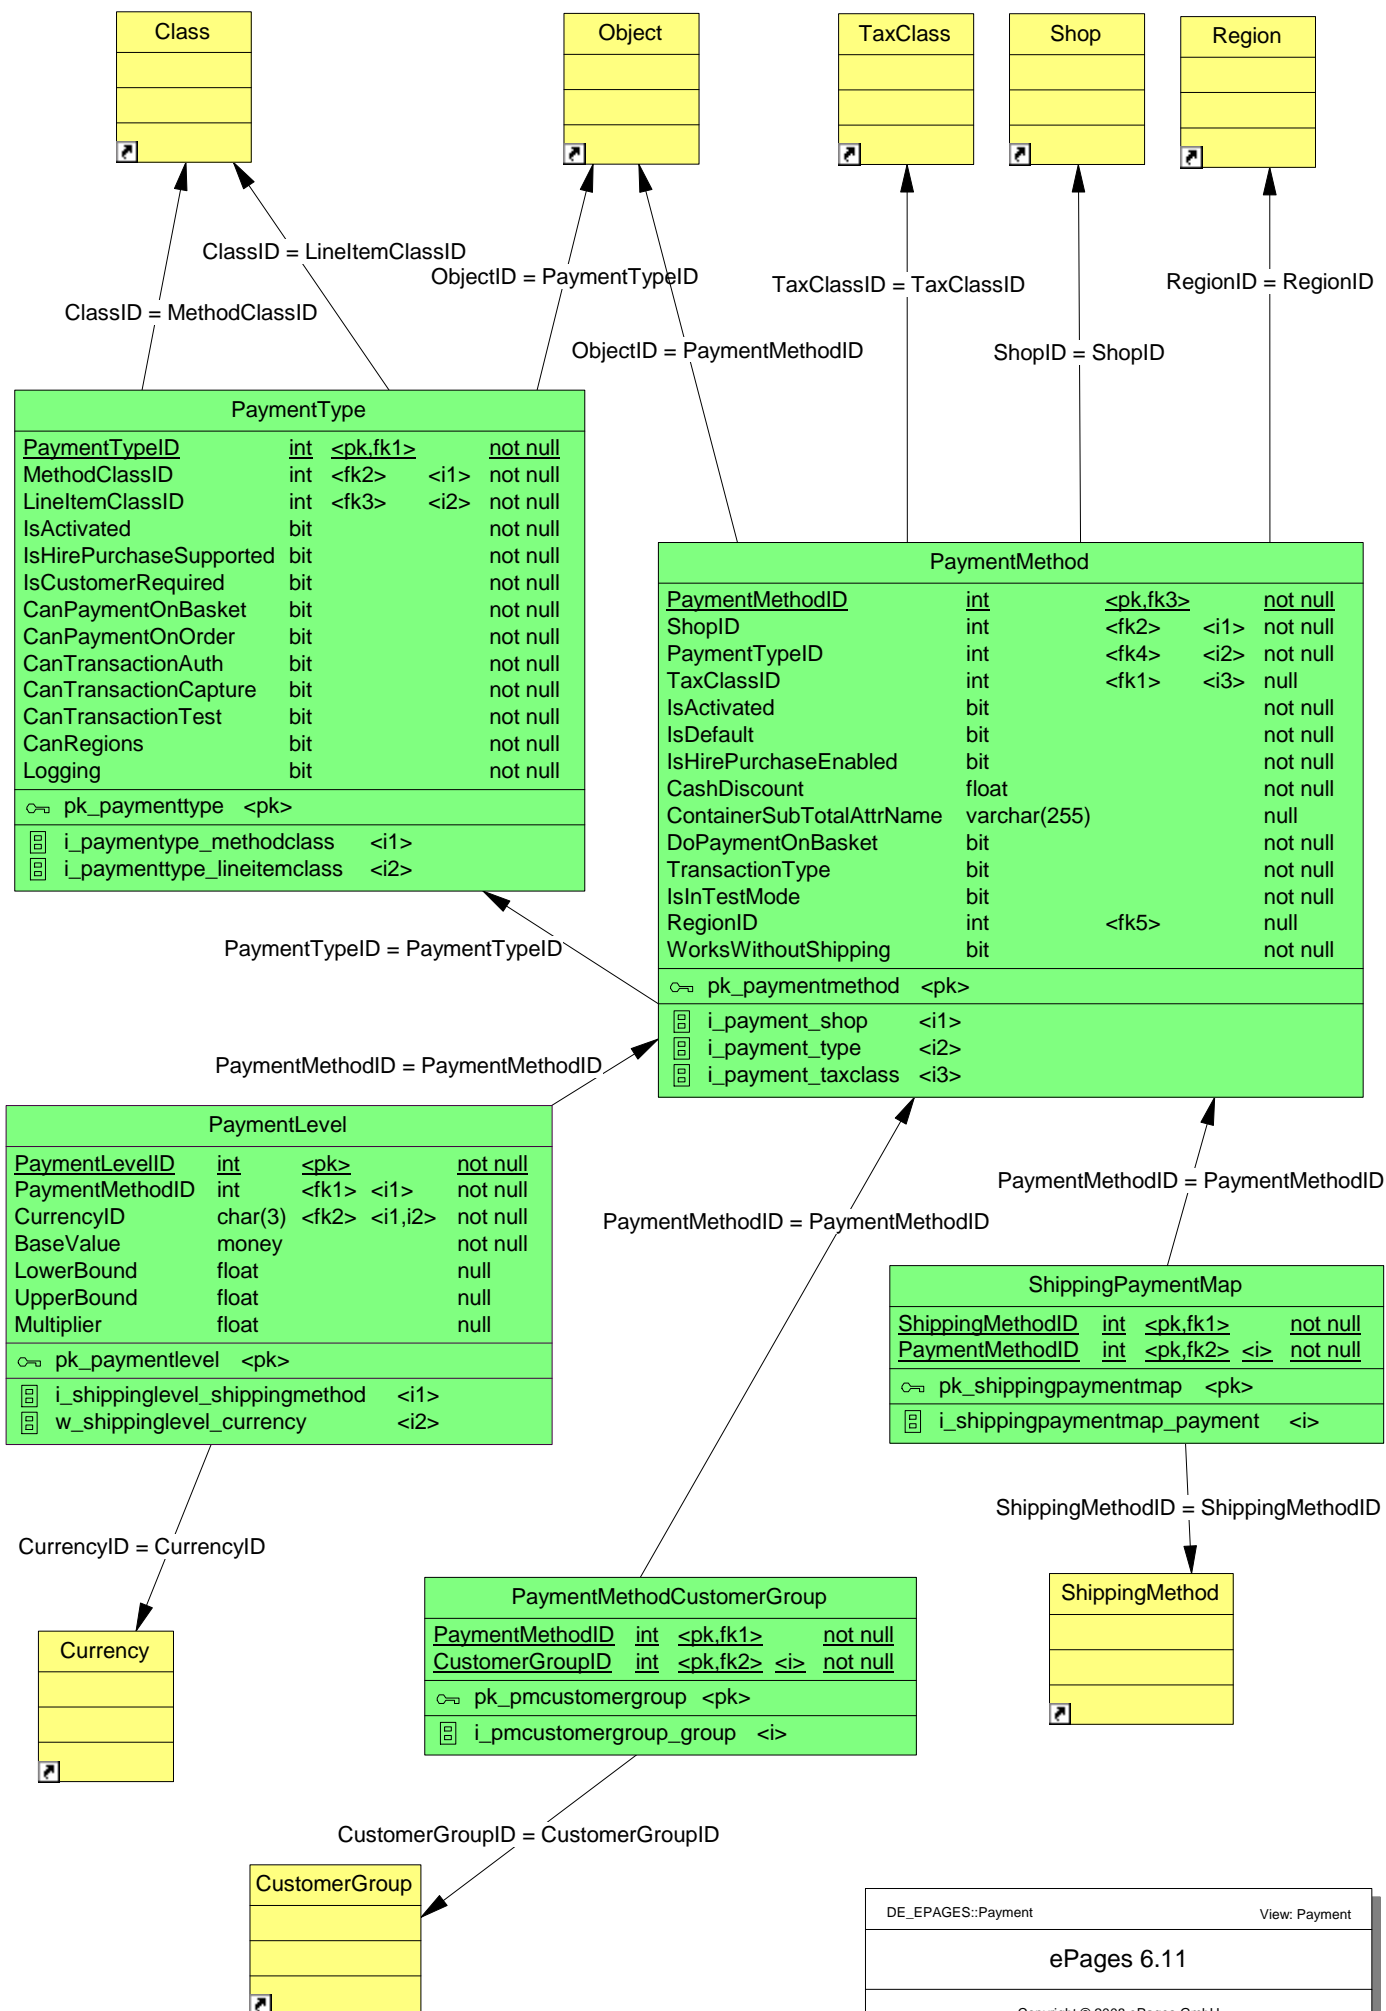 Class
Object
TaxClass
Shop
Region
ClassID = LineItemClassID
ObjectID = PaymentTypeID
TaxClassID = TaxClassID
RegionID = RegionID
ClassID = MethodClassID
ObjectID = PaymentMethodID
ShopID = ShopID
PaymentType
PaymentTypeID int <pk,fk1> not null
MethodClassID int <fk2> <i1> not null
LineItemClassID int <fk3> <i2> not null
IsActivated bit not null
IsHirePurchaseSupported bit not null
IsCustomerRequired bit not null
CanPaymentOnBasket bit not null
CanPaymentOnOrder bit not null
CanTransactionAuth bit not null
CanTransactionCapture bit not null
CanTransactionTest bit not null
CanRegions bit not null
Logging bit not null
pk_paymenttype <pk>
i_paymentype_methodclass <i1>
i_paymenttype_lineitemclass <i2>
PaymentMethod
PaymentMethodID int <pk,fk3> not null
ShopID int <fk2> <i1> not null
PaymentTypeID int <fk4> <i2> not null
TaxClassID int <fk1> <i3> null
IsActivated bit not null
IsDefault bit not null
IsHirePurchaseEnabled bit not null
CashDiscount float not null
ContainerSubTotalAttrName varchar(255) null
DoPaymentOnBasket bit not null
TransactionType bit not null
IsInTestMode bit not null
RegionID int <fk5> null
WorksWithoutShipping bit not null
pk_paymentmethod <pk>
i_payment_shop <i1>
i_payment_type <i2>
i_payment_taxclass <i3>
PaymentTypeID = PaymentTypeID
PaymentMethodID = PaymentMethodID
PaymentLevel
PaymentLevelID int <pk> not null
PaymentMethodID int <fk1> <i1> not null
CurrencyID char(3) <fk2> <i1,i2> not null
BaseValue money not null
LowerBound float null
UpperBound float null
Multiplier float null
pk_paymentlevel <pk>
i_shippinglevel_shippingmethod <i1>
w_shippinglevel_currency <i2>
PaymentMethodID = PaymentMethodID
PaymentMethodID = PaymentMethodID
ShippingPaymentMap
ShippingMethodID int <pk,fk1> not null
PaymentMethodID int <pk,fk2> <i> not null
pk_shippingpaymentmap <pk>
i_shippingpaymentmap_payment <i>
ShippingMethodID = ShippingMethodID
CurrencyID = CurrencyID
PaymentMethodCustomerGroup
PaymentMethodID int <pk,fk1> not null
CustomerGroupID int <pk,fk2> <i> not null
pk_pmcustomergroup <pk>
i_pmcustomergroup_group <i>
ShippingMethod
Currency
CustomerGroupID = CustomerGroupID
CustomerGroup
DE_EPAGES::Payment View: Payment
ePages 6.11